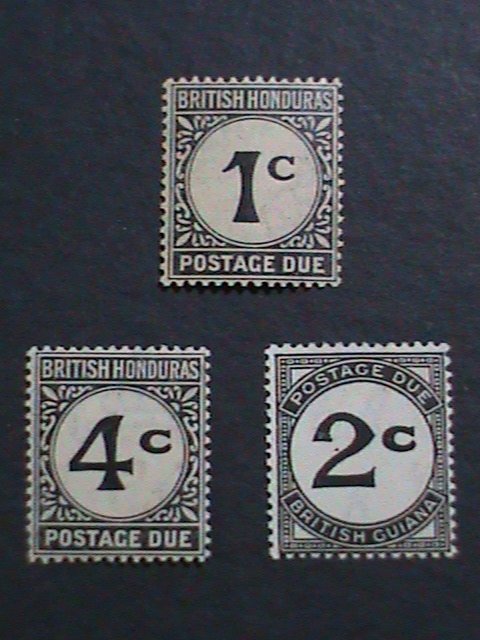 BRITISH HONDURAS
1c
POSTAGE DUE
BRITISH HONDURAS
4c
POSTAGE DUE
POSTAGE DUE
2c
BRITISH GUIANA